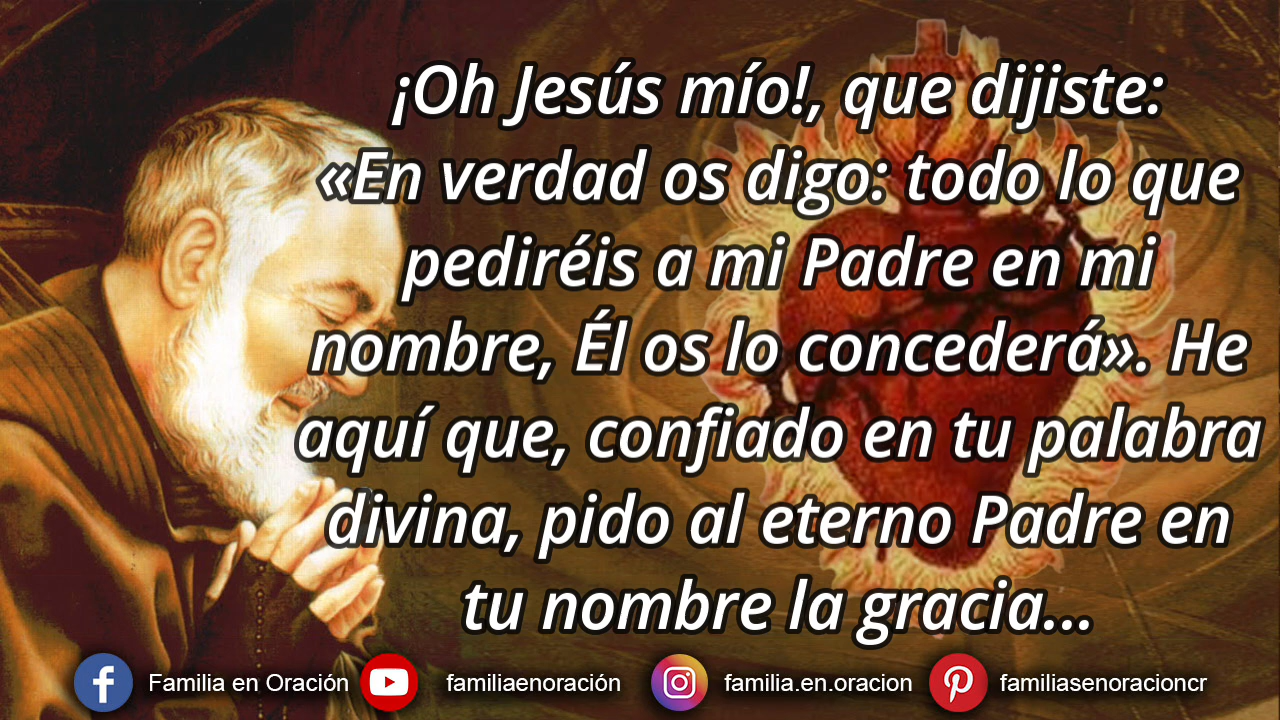 ¡Oh Jesús mío!, que dijiste:
«En verdad os digo: todo lo que
pediréis a mi Padre en mi
nombre, Él os lo concederá». He
aquí que, confiado en tu palabra
divina, pido al eterno Padre en
tu nombre la gracia...
Familia en Oración familiaenoración familia.en.oracion familiasenoracioncr